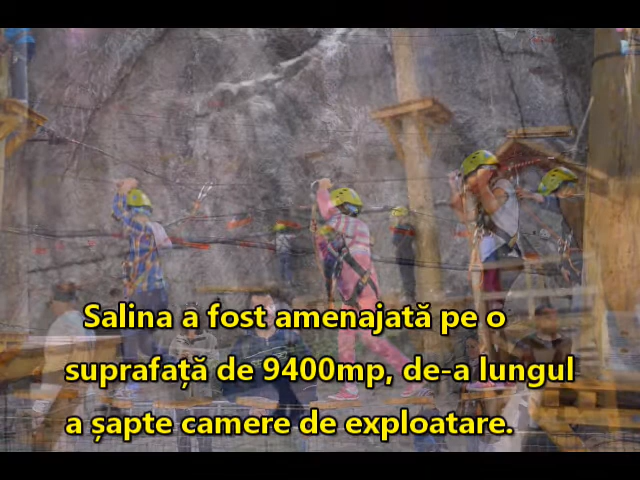 Salina a fost amenajată pe o
suprafață de 9400mp, de-a lungul
a șapte camere de exploatare.